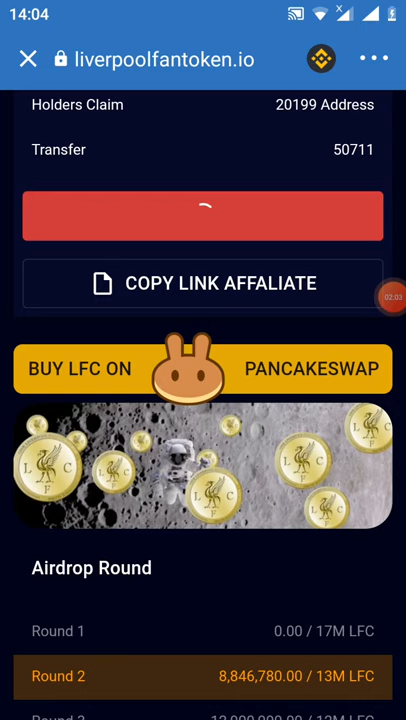 14:04
liverpoolfantoken.io
Holders Claim 20199 Address
Transfer 50711
COPY LINK AFFALIATE
02:03
BUY LFC ON PANCAKESWAP
L C F
L C F
L C F
L C F
L C F
Airdrop Round
Round 1 0.00 / 17M LFC
Round 2 8,846,780.00 / 13M LFC